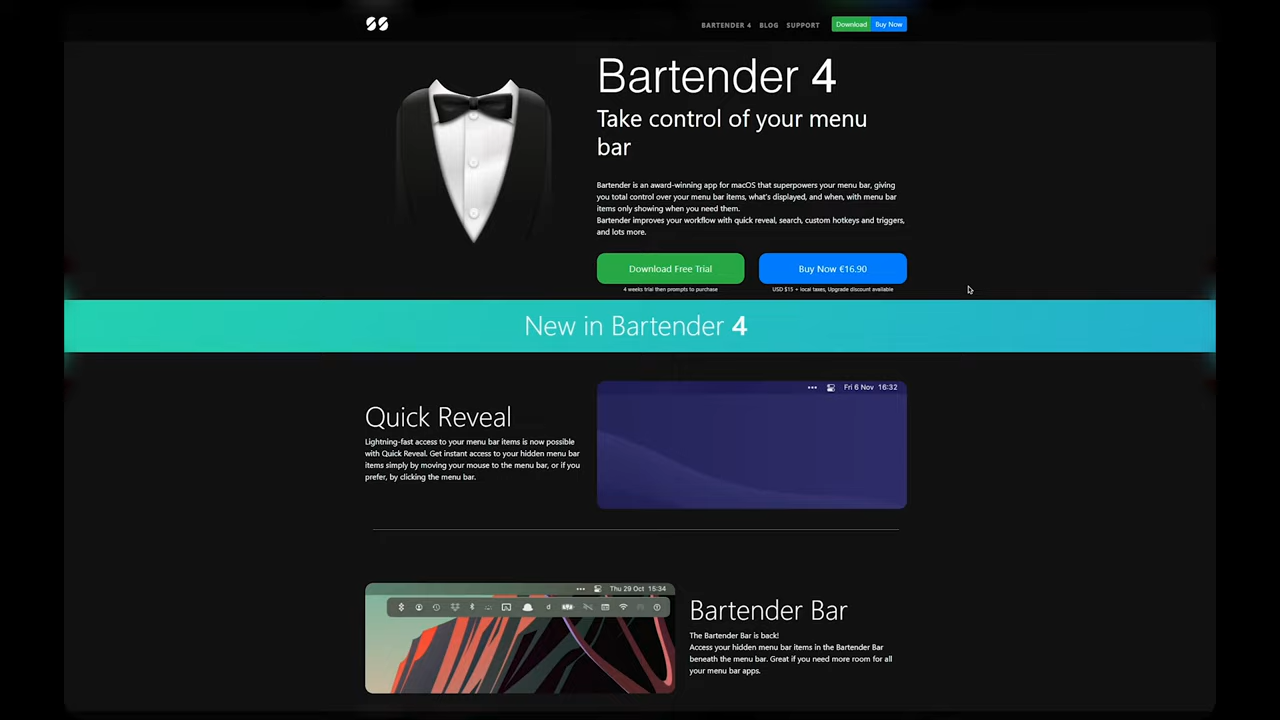 BARTENDER 4 BLOG SUPPORT Download Buy Now
Bartender 4
Take control of your menu
bar
Bartender is an award-winning app for macOS that superpowers your menu bar, giving
you total control over your menu bar items, what's displayed, and when, with menu bar
items only showing when you need them.
Bartender improves your workflow with quick reveal, search, custom hotkeys and triggers,
and lots more.
Download Free Trial
4 weeks trial then prompts to purchase
Buy Now €16.90
USD $15 + local taxes, Upgrade discount available
New in Bartender 4
Fri 6 Nov 16:32
Quick Reveal
Lightning-fast access to your menu bar items is now possible
with Quick Reveal. Get instant access to your hidden menu bar
items simply by moving your mouse to the menu bar, or if you
prefer, by clicking the menu bar.
Thu 29 Oct 15:34
Bartender Bar
The Bartender Bar is back!
Access your hidden menu bar items in the Bartender Bar
beneath the menu bar. Great if you need more room for all
your menu bar apps.